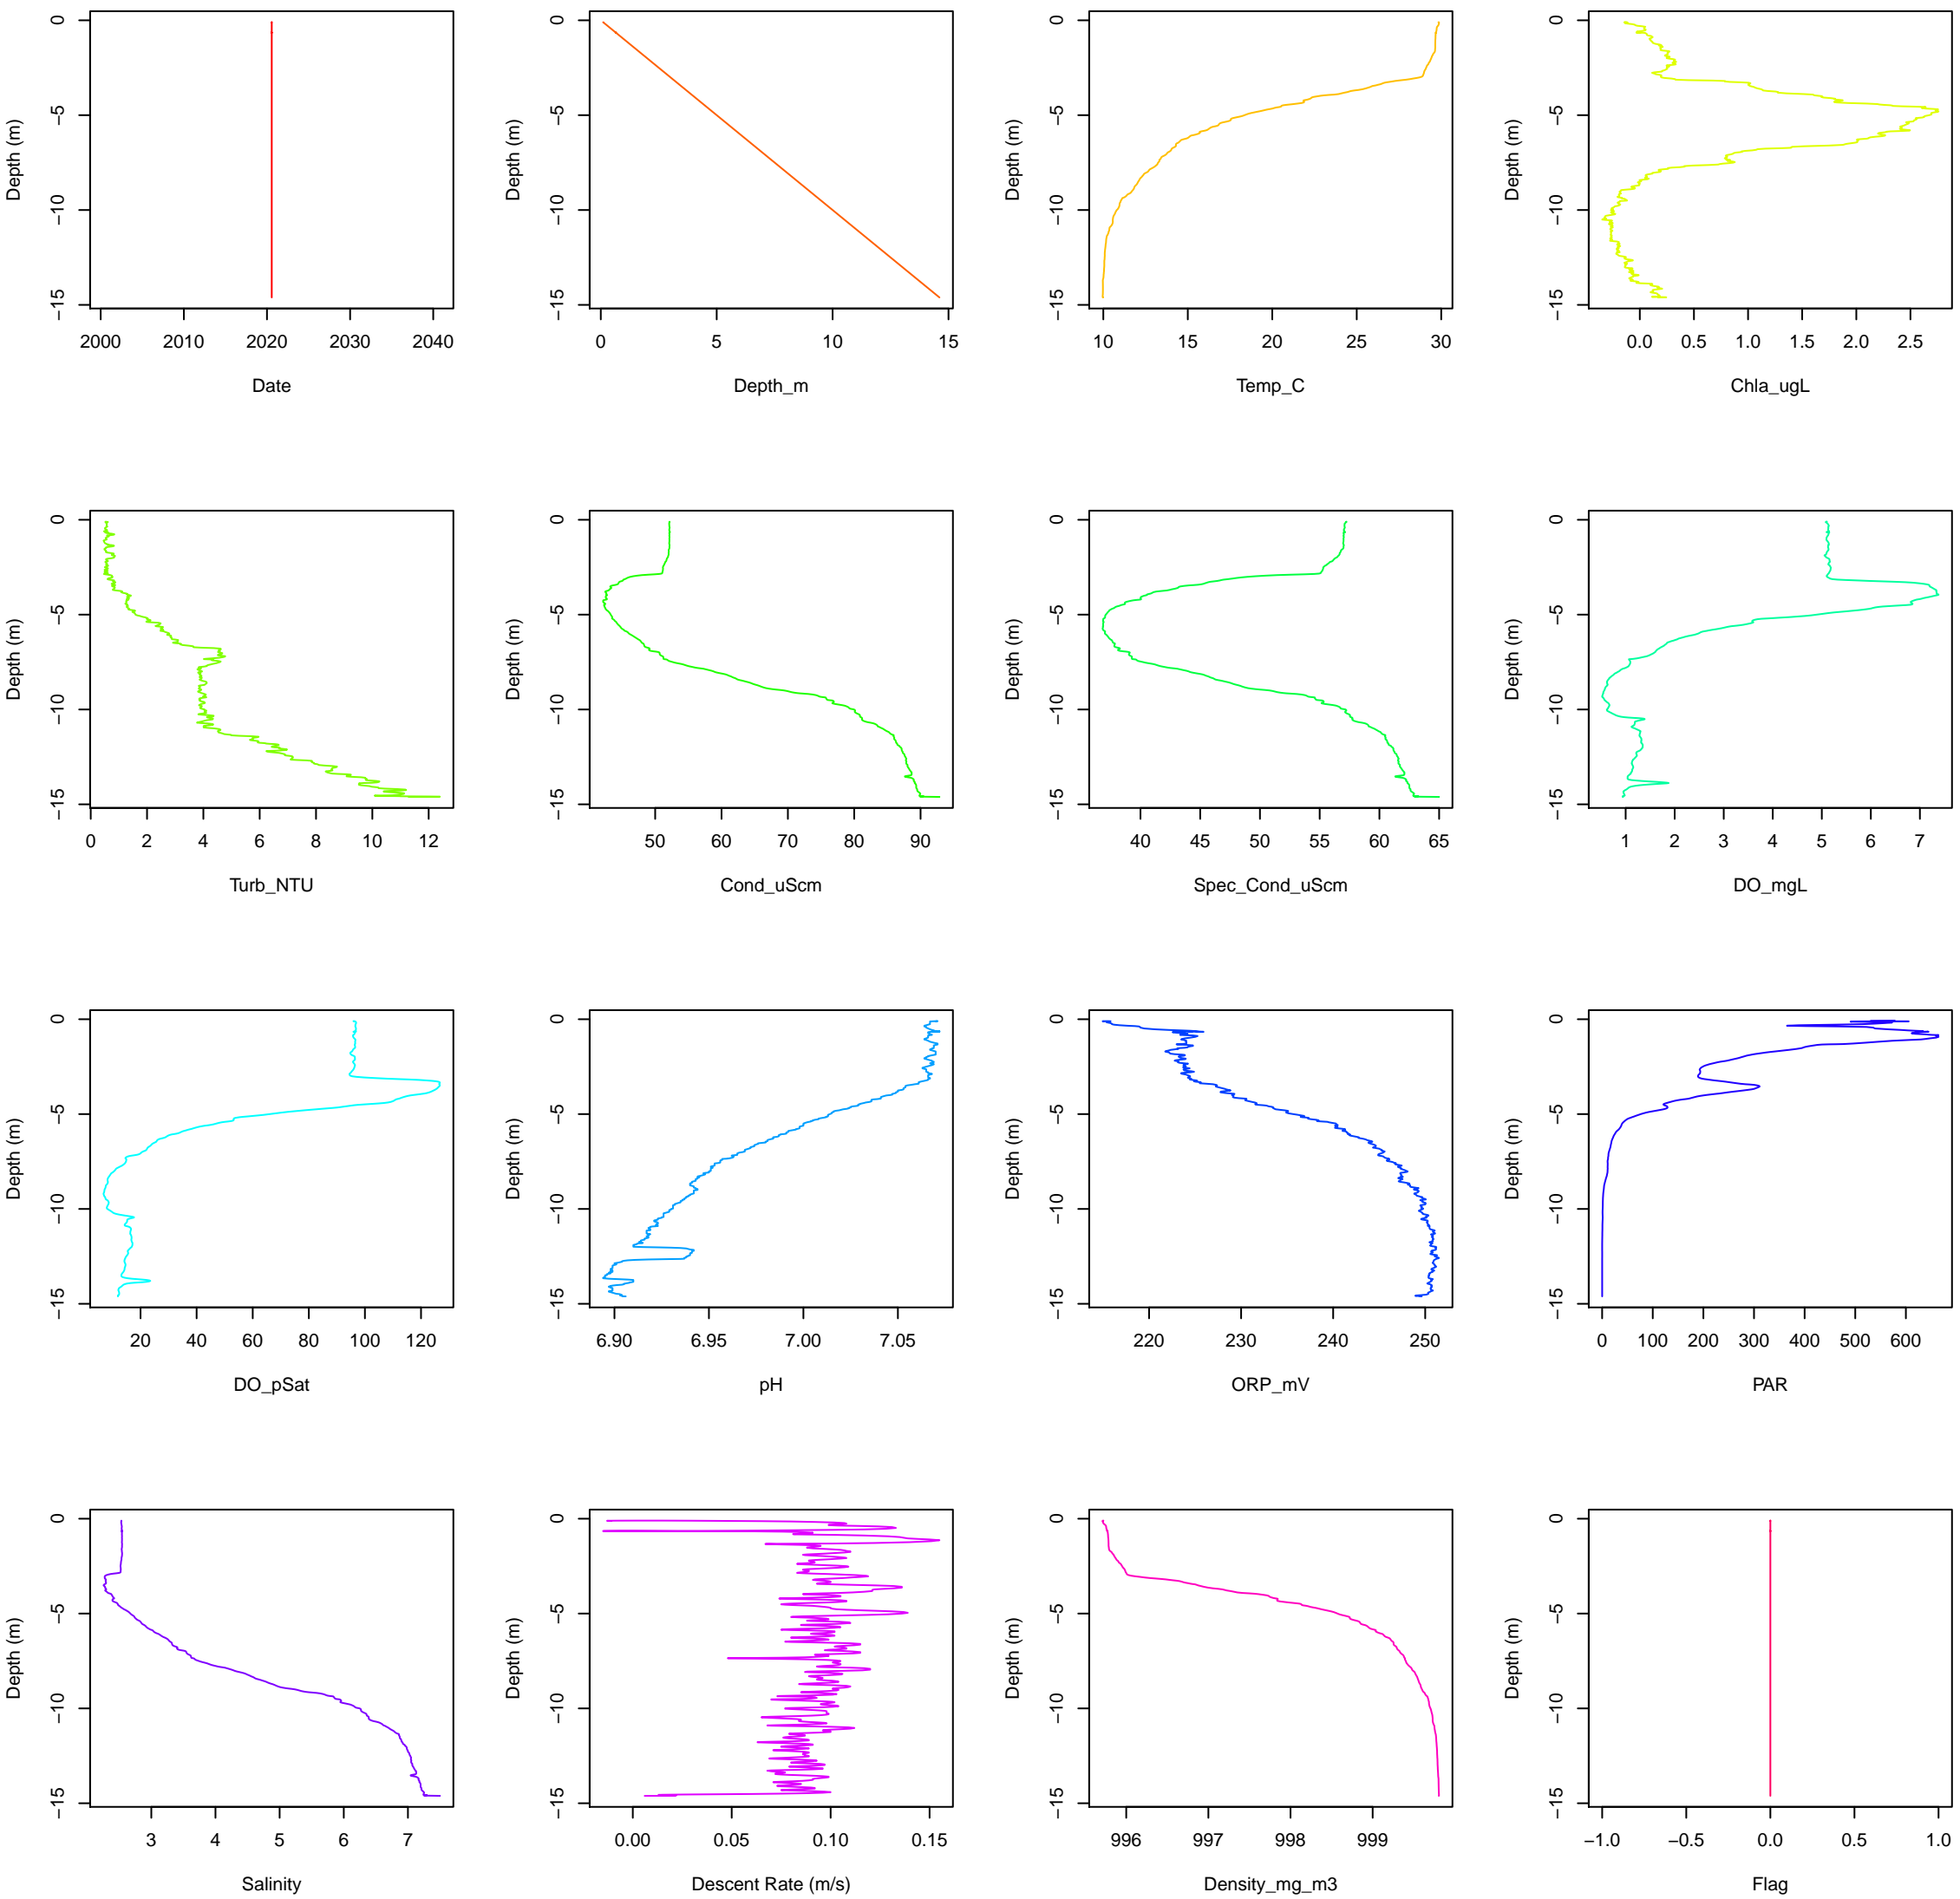 0
−5
−10
−15
Depth (m)
2000 2010 2020 2030 2040
Date
0
−5
−10
−15
Depth (m)
0 5 10 15
Depth_m
0
−5
−10
−15
Depth (m)
10 15 20 25 30
Temp_C
0
−5
−10
−15
Depth (m)
0.0 0.5 1.0 1.5 2.0 2.5
Chla_ugL
0
−5
−10
−15
Depth (m)
0 2 4 6 8 10 12
Turb_NTU
0
−5
−10
−15
Depth (m)
50 60 70 80 90
Cond_uScm
0
−5
−10
−15
Depth (m)
40 45 50 55 60 65
Spec_Cond_uScm
0
−5
−10
−15
Depth (m)
1 2 3 4 5 6 7
DO_mgL
0
−5
−10
−15
Depth (m)
20 40 60 80 100 120
DO_pSat
0
−5
−10
−15
Depth (m)
6.90 6.95 7.00 7.05
pH
0
−5
−10
−15
Depth (m)
220 230 240 250
ORP_mV
0
−5
−10
−15
Depth (m)
0 100 200 300 400 500 600
PAR
0
−5
−10
−15
Depth (m)
3 4 5 6 7
Salinity
0
−5
−10
−15
Depth (m)
0.00 0.05 0.10 0.15
Descent Rate (m/s)
0
−5
−10
−15
Depth (m)
996 997 998 999
Density_mg_m3
0
−5
−10
−15
Depth (m)
−1.0 −0.5 0.0 0.5 1.0
Flag